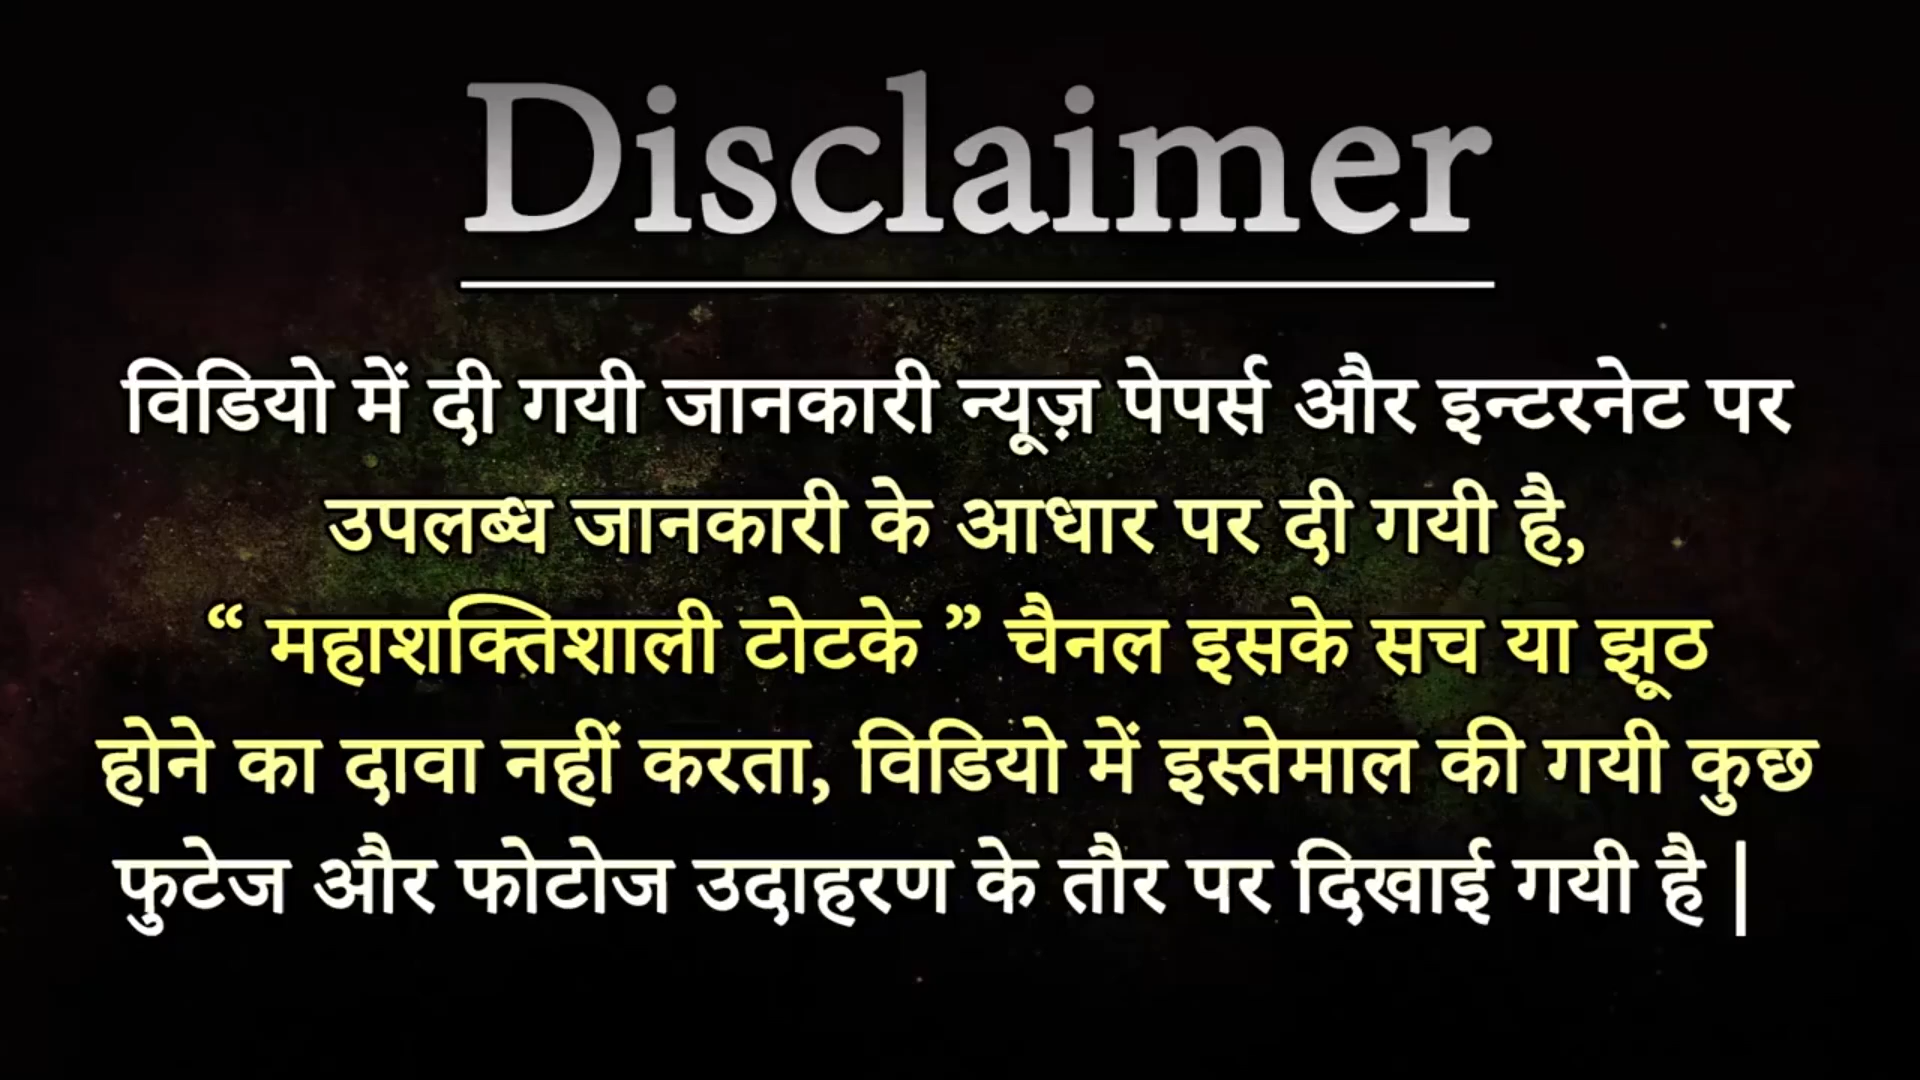 Disclaimer
विडियो में दी गयी जानकारी न्यूज़ पेपर्स और इन्टरनेट पर
उपलब्ध जानकारी के आधार पर दी गयी है,
“ महाशक्तिशाली टोटके ” चैनल इसके सच या झूठ
होने का दावा नहीं करता, विडियो में इस्तेमाल की गयी कुछ
फुटेज और फोटोज उदाहरण के तौर पर दिखाई गयी है |